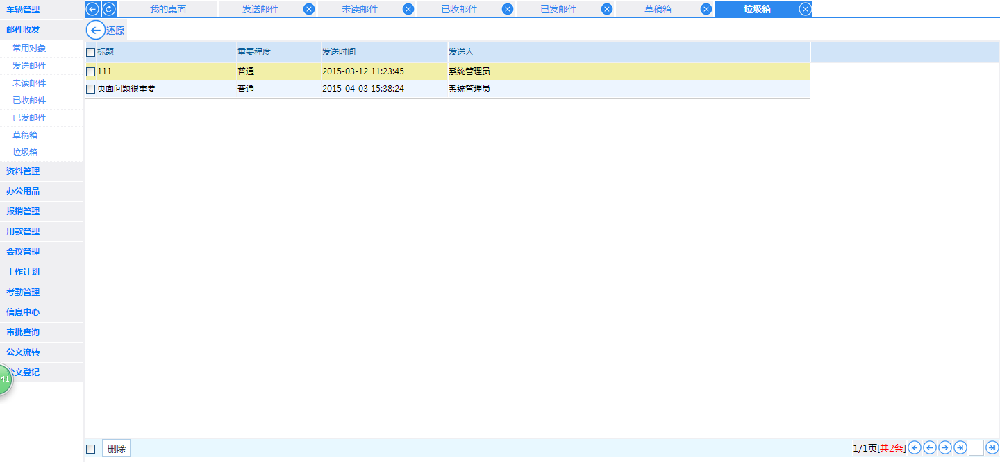 车辆管理
邮件收发
常用对象
发送邮件
未读邮件
已收邮件
已发邮件
草稿箱
垃圾箱
资料管理
办公用品
报销管理
用款管理
会议管理
工作计划
考勤管理
信息中心
审批查询
公文流转
公文登记
41
我的桌面 发送邮件 未读邮件 已收邮件 已发邮件 草稿箱 垃圾箱
还原
标题 重要程度 发送时间 发送人
111 普通 2015-03-12 11:23:45 系统管理员
页面问题很重要 普通 2015-04-03 15:38:24 系统管理员
删除 1/1页[共2条]